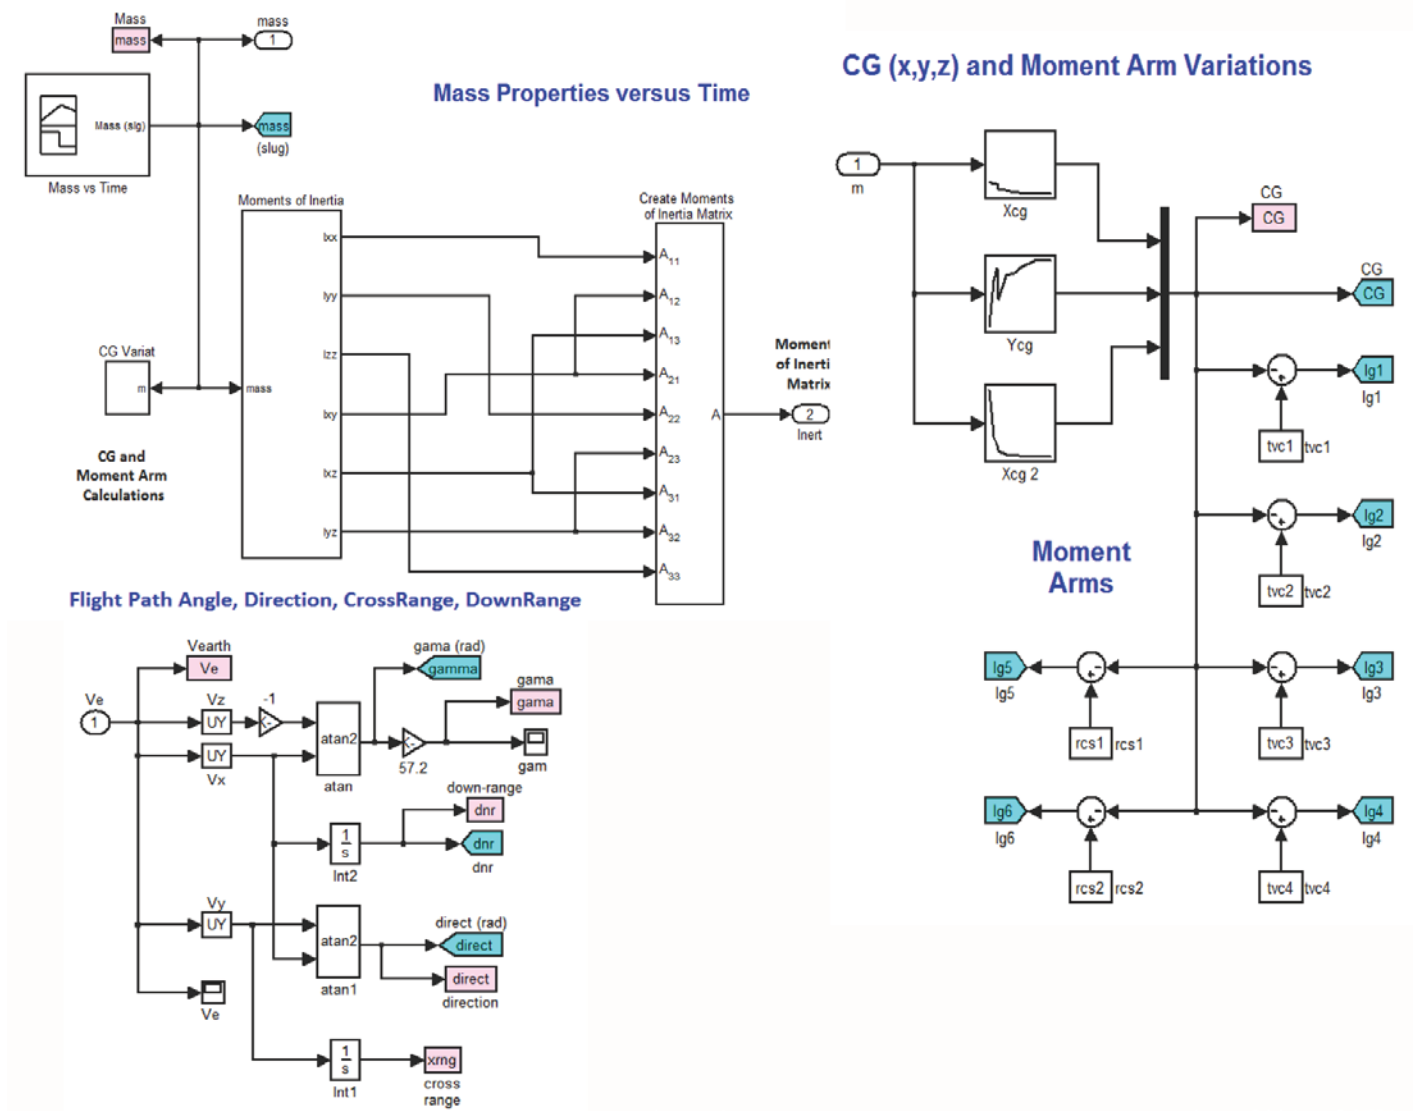 Mass
mass
mass
1
Mass Properties versus Time
Mass (slg)
Mass vs Time
mass
(slug)
Moments of Inertia
mass
Ixx
Iyy
Izz
Ixy
Ixz
Iyz
Create Moments
of Inertia Matrix
A11
A12
A13
A21
A22
A23
A31
A32
A33
A
Moment
of Inerti
Matrix
2
Inert
CG Variat
m
CG and
Moment Arm
Calculations
CG (x,y,z) and Moment Arm Variations
1
m
Xcg
Ycg
Xcg 2
CG
CG
CG
CG
lg1
lg1
tvc1 tvc1
lg2
lg2
tvc2 tvc2
Moment
Arms
lg5
lg5
rcs1 rcs1
lg3
lg3
tvc3 tvc3
lg6
lg6
rcs2 rcs2
lg4
lg4
tvc4 tvc4
Flight Path Angle, Direction, CrossRange, DownRange
Vearth
Ve
Ve
1
Vz
UY
-1
UY
Vx
atan2
atan
gama (rad)
gamma
57.2
gama
gama
gam
down-range
dnr
dnr
dnr
1
s
Int2
Vy
UY
atan2
atan1
direct (rad)
direct
direct
direction
Ve
1
s
Int1
xrng
cross
range